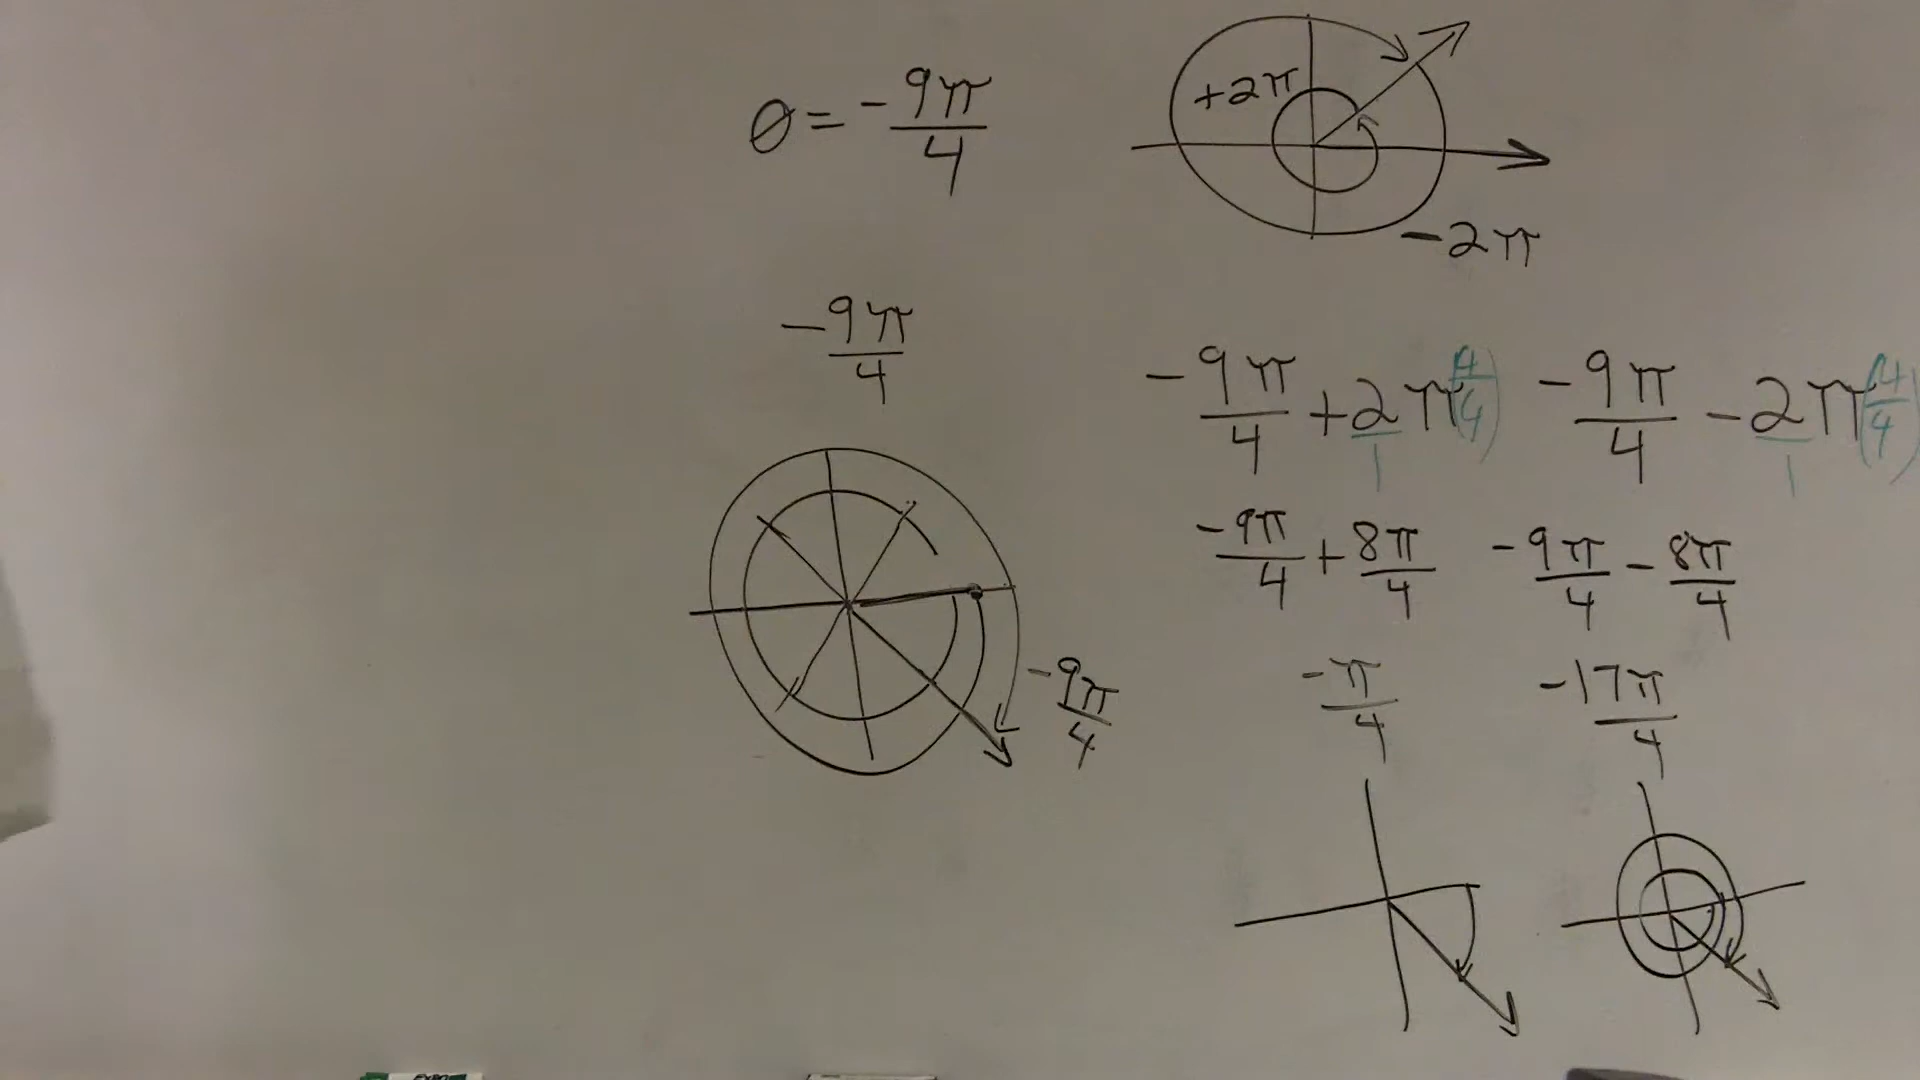 θ = -9π/4
+2π
-2π
-9π/4
-9π/4 + 2π/1 (4/4)
-9π/4 - 2π/1 (4/4)
-9π/4 + 8π/4
-9π/4 - 8π/4
-π/4
-17π/4
-9π/4
EXPO